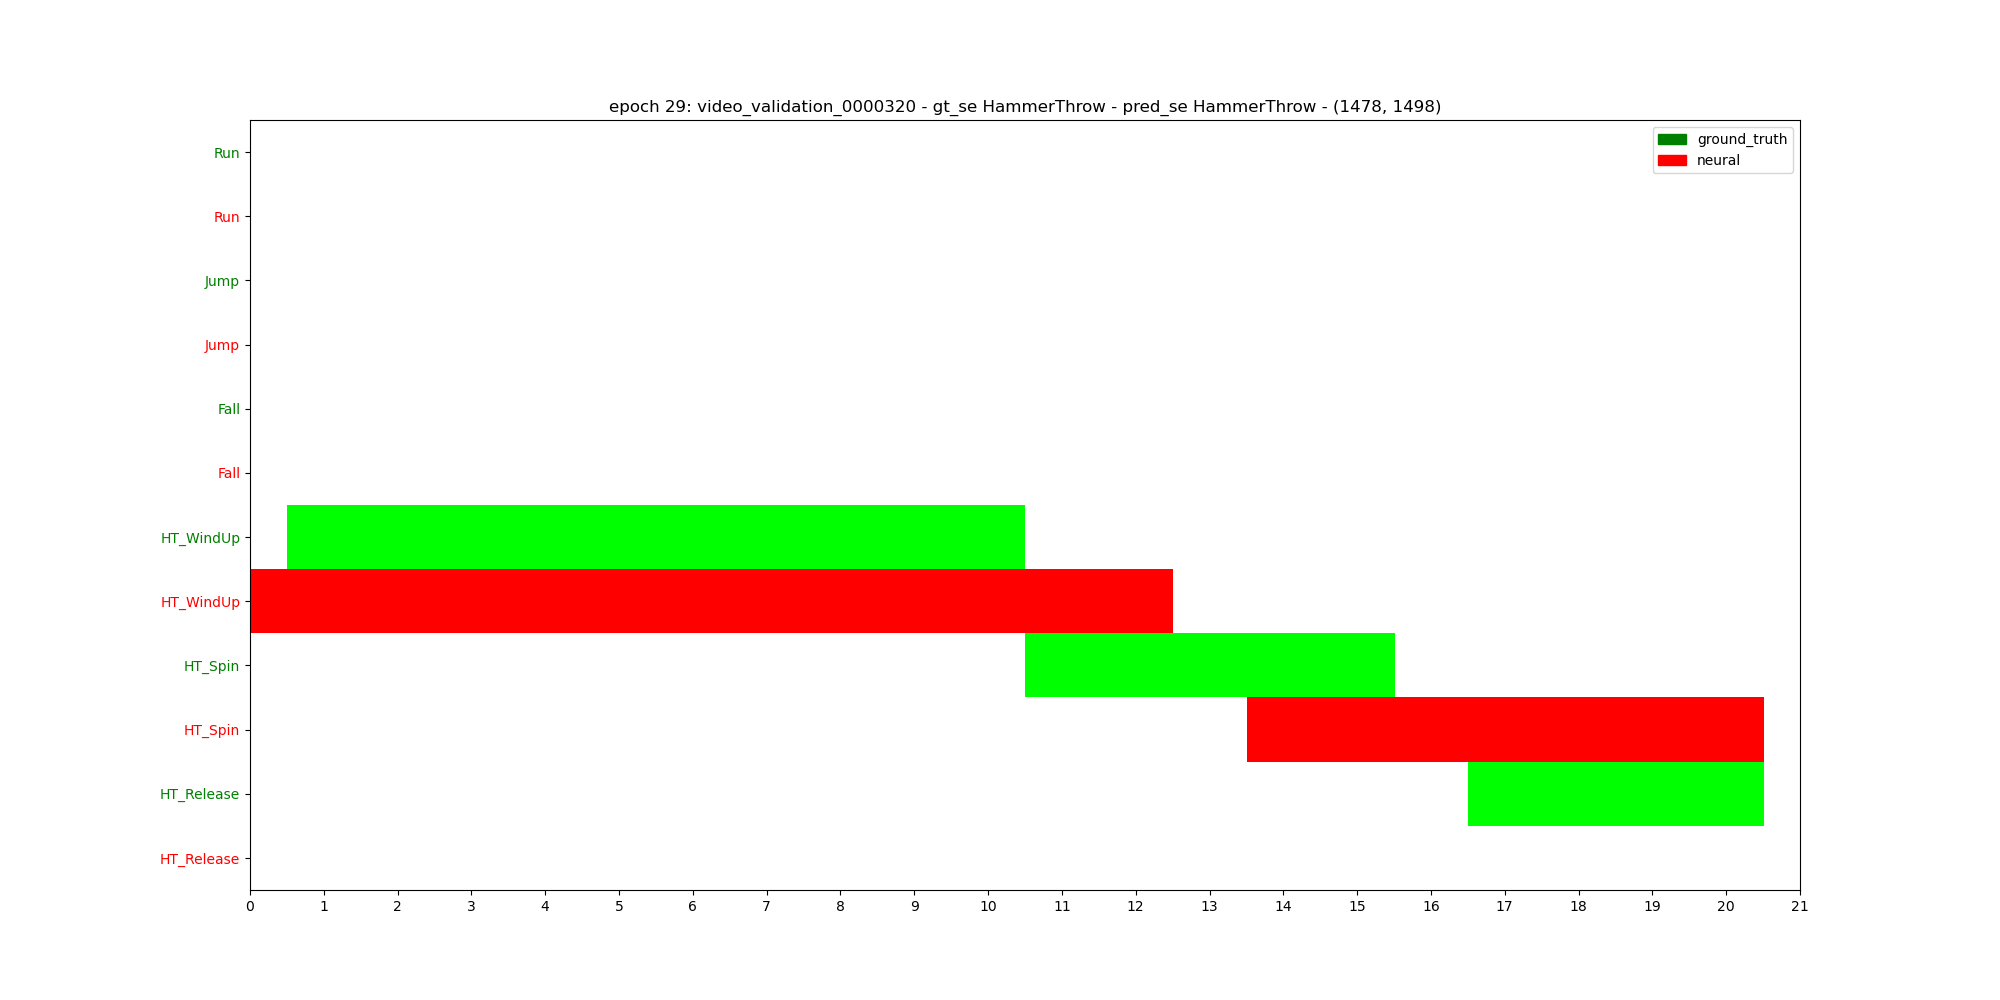 epoch 29: video_validation_0000320 - gt_se HammerThrow - pred_se HammerThrow - (1478, 1498)
ground_truth
neural
Run
Run
Jump
Jump
Fall
Fall
HT_WindUp
HT_WindUp
HT_Spin
HT_Spin
HT_Release
HT_Release
0 1 2 3 4 5 6 7 8 9 10 11 12 13 14 15 16 17 18 19 20 21